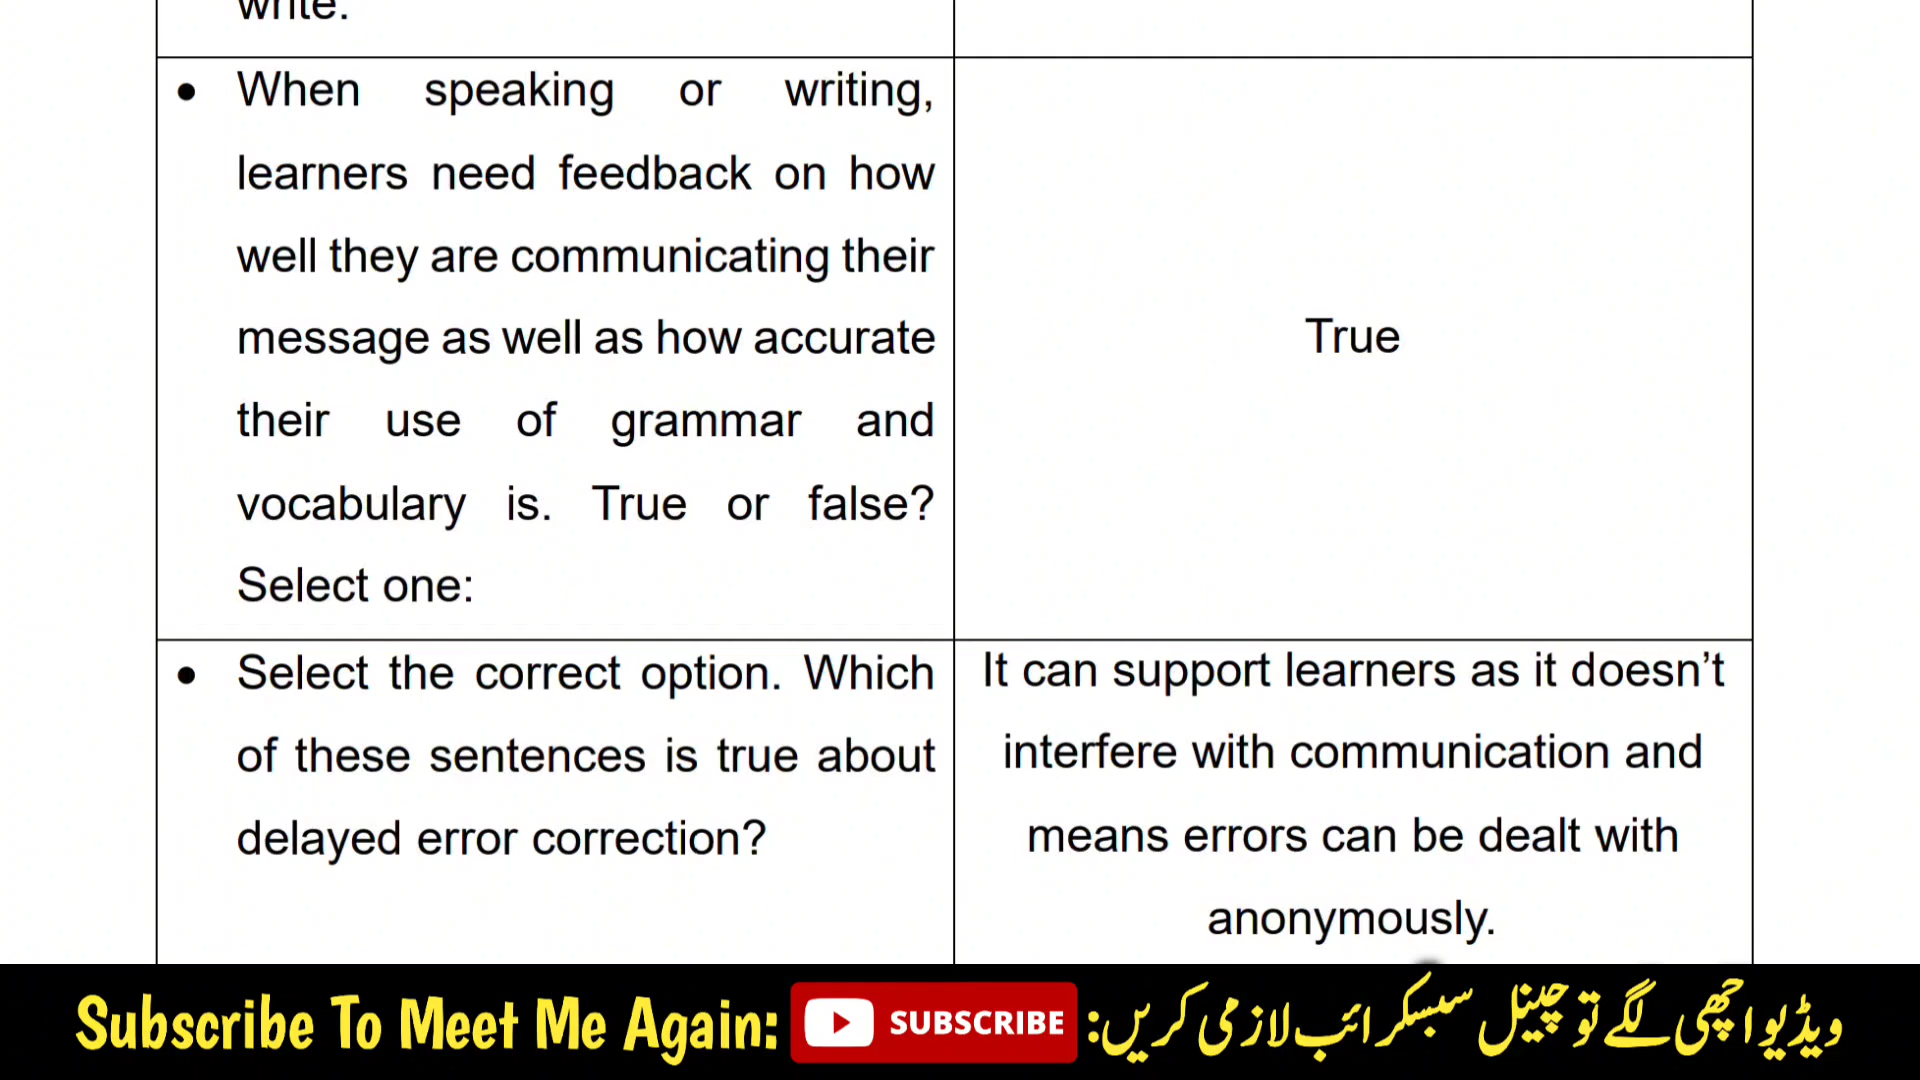 write.
• When speaking or writing,
learners need feedback on how
well they are communicating their
message as well as how accurate
their use of grammar and
vocabulary is. True or false?
Select one:
True
• Select the correct option. Which
of these sentences is true about
delayed error correction?
It can support learners as it doesn’t
interfere with communication and
means errors can be dealt with
anonymously.
Subscribe To Meet Me Again: SUBSCRIBE ویڈیو اچھی لگے تو چینل سبسکرائب لازمی کریں: